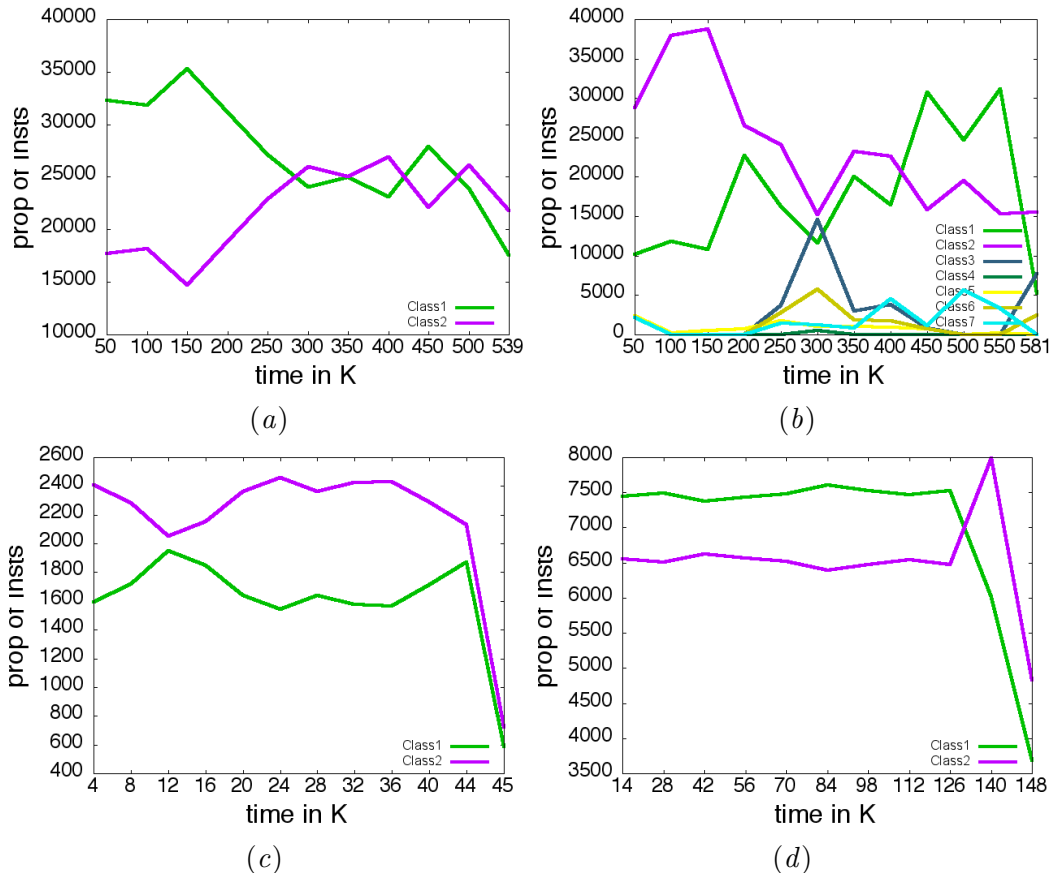 40000
35000
30000
25000
20000
15000
10000
prop of insts
50 100 150 200 250 300 350 400 450 500 539
time in K
Class1
Class2
(a)
40000
35000
30000
25000
20000
15000
10000
5000
0
prop of insts
50 100 150 200 250 300 350 400 450 500 550 581
time in K
Class1
Class2
Class3
Class4
Class5
Class6
Class7
(b)
2600
2400
2200
2000
1800
1600
1400
1200
1000
800
600
400
prop of insts
4 8 12 16 20 24 28 32 36 40 44 45
time in K
Class1
Class2
(c)
8000
7500
7000
6500
6000
5500
5000
4500
4000
3500
prop of insts
14 28 42 56 70 84 98 112 126 140 148
time in K
Class1
Class2
(d)